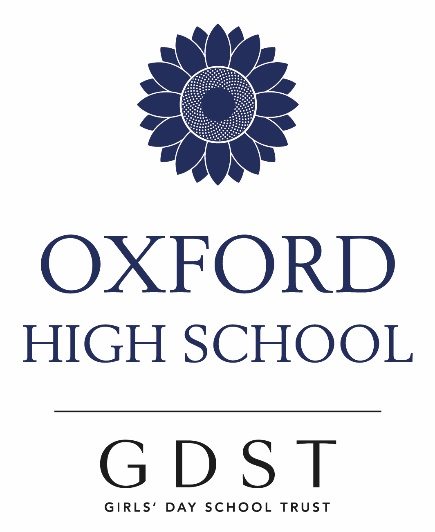 OXFORD
HIGH SCHOOL
GDST
GIRLS' DAY SCHOOL TRUST